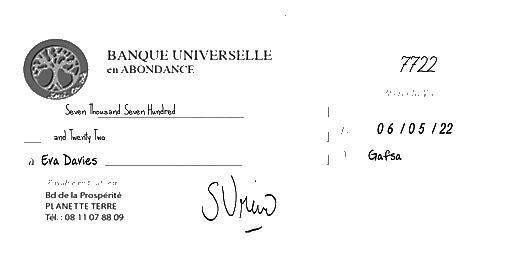 BANQUE UNIVERSELLE
en ABONDANCE
7722
Seven Thousand Seven Hundred
and Twenty Two
06/05/22
à Eva Davies
Gafsa
Bd de la Prospérité
PLANETTE TERRE
Tél. : 08 11 07 88 09